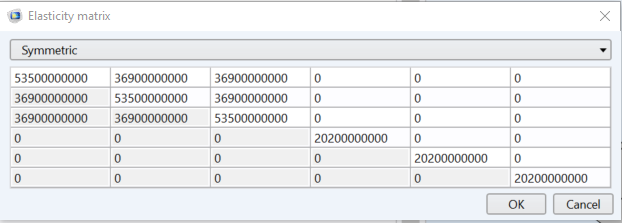 Elasticity matrix
Symmetric
53500000000 36900000000 36900000000 0 0 0
36900000000 53500000000 36900000000 0 0 0
36900000000 36900000000 53500000000 0 0 0
0 0 0 20200000000 0 0
0 0 0 0 20200000000 0
0 0 0 0 0 20200000000
OK Cancel